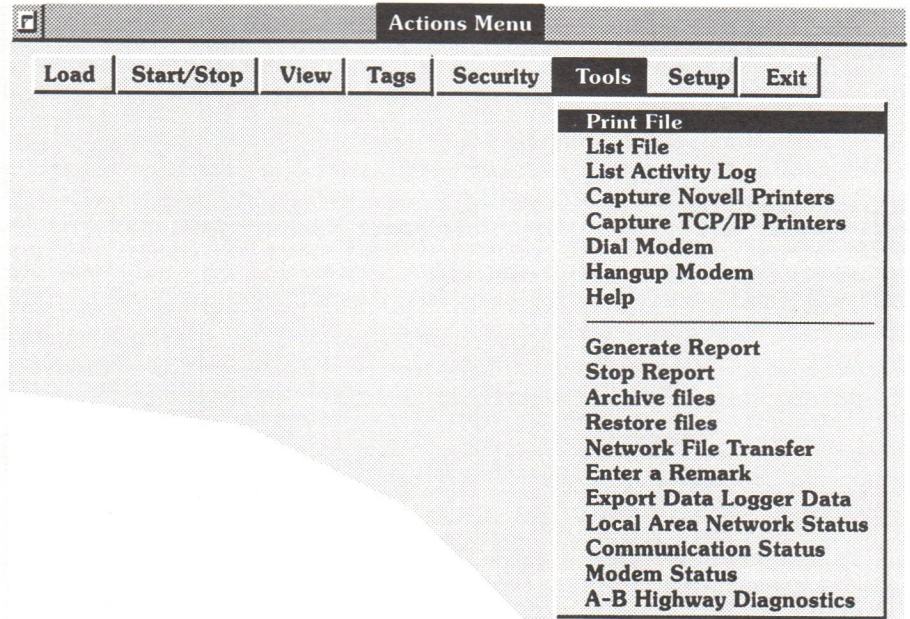 Actions Menu
Load Start/Stop View Tags Security Tools Setup Exit
Print File
List File
List Activity Log
Capture Novell Printers
Capture TCP/IP Printers
Dial Modem
Hangup Modem
Help
Generate Report
Stop Report
Archive files
Restore files
Network File Transfer
Enter a Remark
Export Data Logger Data
Local Area Network Status
Communication Status
Modem Status
A-B Highway Diagnostics